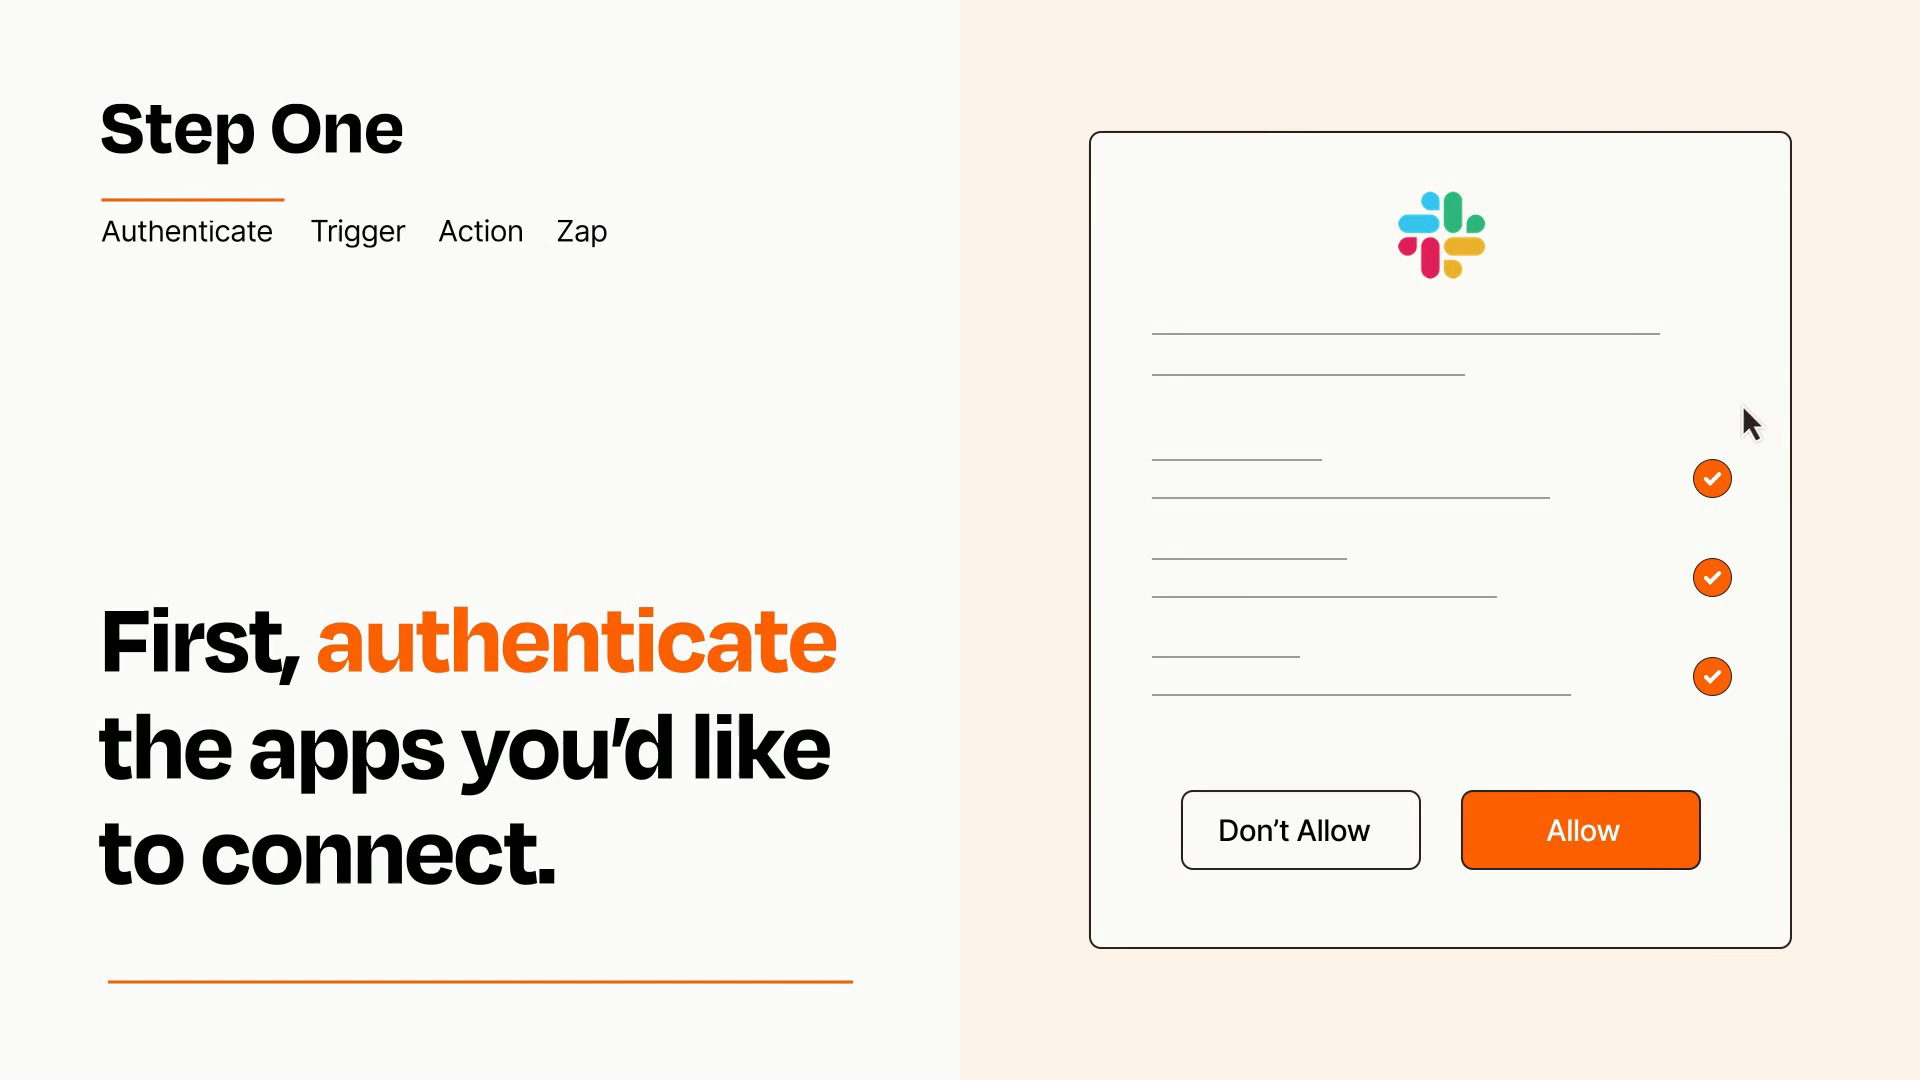 Step One
Authenticate Trigger Action Zap
First, authenticate
the apps you’d like
to connect.
Don’t Allow
Allow